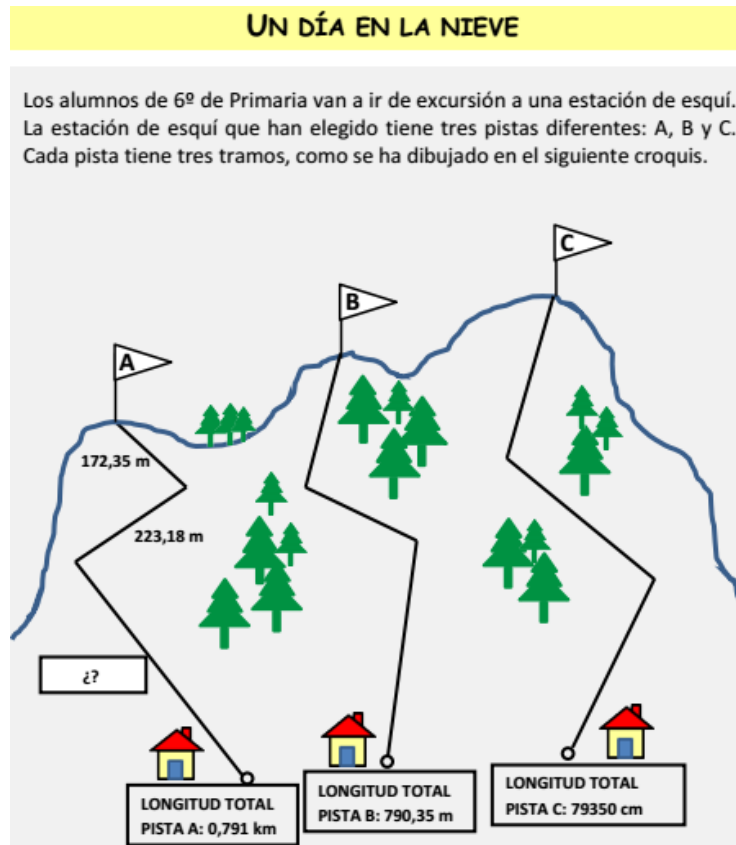 UN DÍA EN LA NIEVE
Los alumnos de 6º de Primaria van a ir de excursión a una estación de esquí.
La estación de esquí que han elegido tiene tres pistas diferentes: A, B y C.
Cada pista tiene tres tramos, como se ha dibujado en el siguiente croquis.
C
B
A
172,35 m
223,18 m
¿?
LONGITUD TOTAL
PISTA A: 0,791 km
LONGITUD TOTAL
PISTA B: 790,35 m
LONGITUD TOTAL
PISTA C: 79350 cm